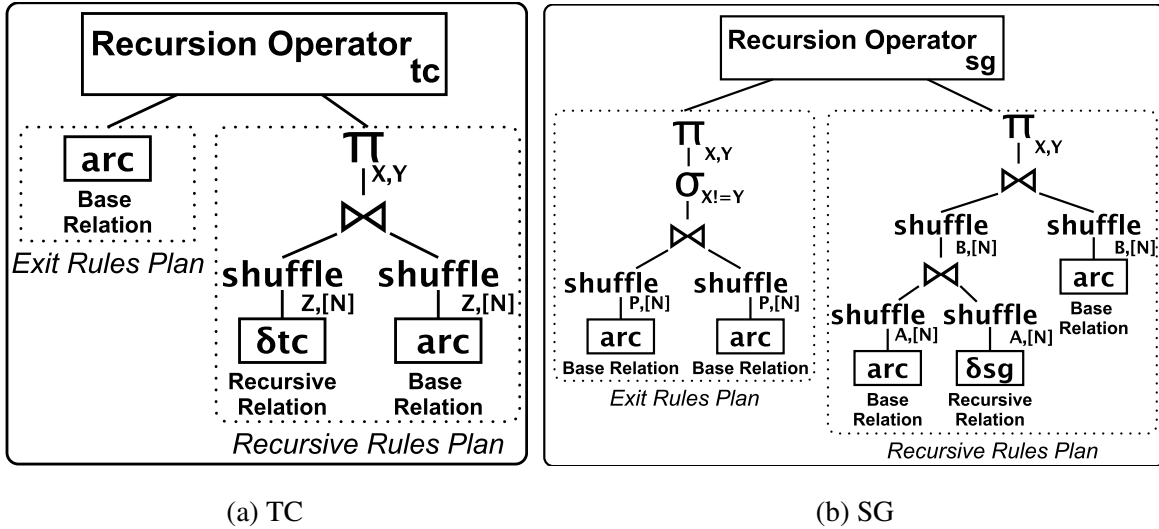 Recursion Operator tc
arc
Base
Relation
Exit Rules Plan
π X,Y
⋈
shuffle Z,[N] shuffle Z,[N]
δtc arc
Recursive Relation
Base Relation
Recursive Rules Plan
(a) TC
Recursion Operator sg
π X,Y
σ X!=Y
⋈
shuffle P,[N] shuffle P,[N]
arc arc
Base Relation Base Relation
Exit Rules Plan
π X,Y
⋈
shuffle B,[N] shuffle B,[N]
⋈ arc
Base
Relation
shuffle A,[N] shuffle A,[N]
arc δsg
Base Recursive
Relation Relation
Recursive Rules Plan
(b) SG